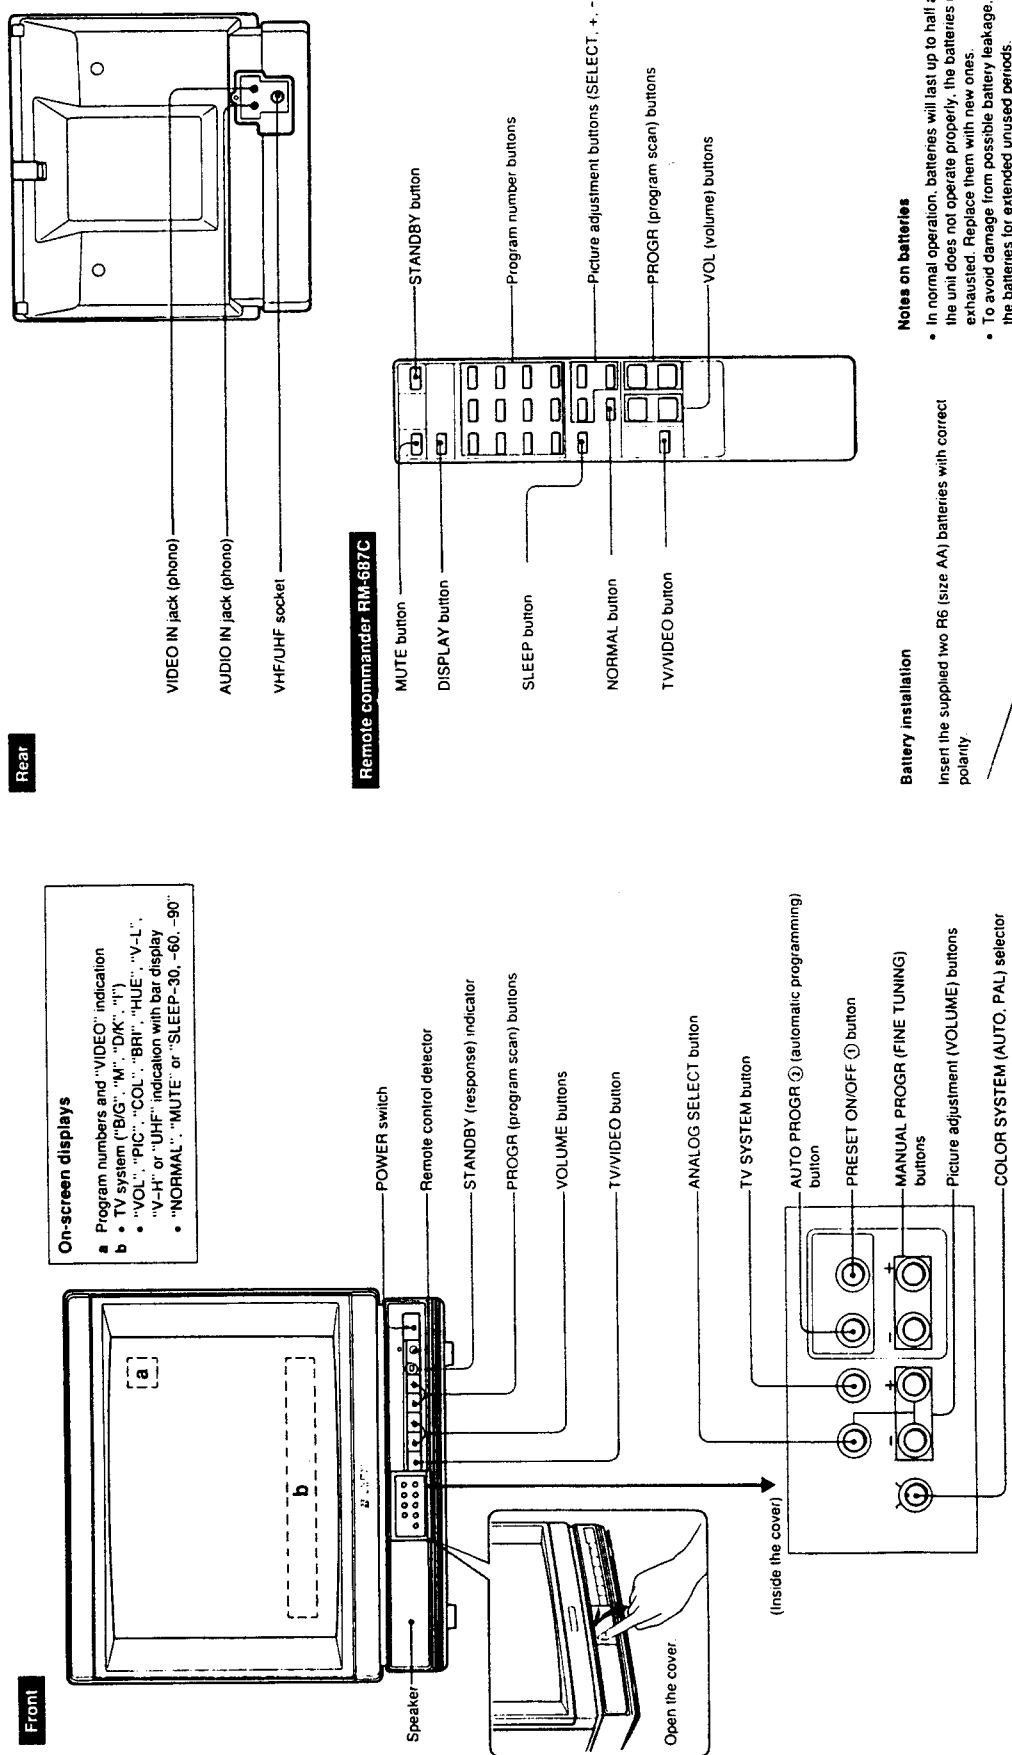 Front
On-screen displays
a Program numbers and "VIDEO" indication
b • TV system ("B/G", "M", "D/K", "I")
• "VOL", "PIC", "COL", "BRI", "HUE", "V-L",
"V-H" or "UHF" indication with bar display
• "NORMAL", "MUTE" or "SLEEP-30, -60, -90"
a
b
POWER switch
Remote control detector
STANDBY (response) indicator
PROGR (program scan) buttons
VOLUME buttons
TV/VIDEO button
Speaker
Open the cover.
(Inside the cover)
ANALOG SELECT button
TV SYSTEM button
AUTO PROGR ② (automatic programming)
button
PRESET ON/OFF ① button
MANUAL PROGR (FINE TUNING)
buttons
Picture adjustment (VOLUME) buttons
COLOR SYSTEM (AUTO, PAL) selector
- + - +
Rear
VIDEO IN jack (phono)
AUDIO IN jack (phono)
VHF/UHF socket
Remote commander RM-687C
MUTE button
DISPLAY button
SLEEP button
NORMAL button
TV/VIDEO button
STANDBY button
Program number buttons
Picture adjustment buttons (SELECT, +, -
PROGR (program scan) buttons
VOL (volume) buttons
Battery installation
Insert the supplied two R6 (size AA) batteries with correct
polarity.
Notes on batteries
• In normal operation, batteries will last up to half a
the unit does not operate properly, the batteries
exhausted. Replace them with new ones.
• To avoid damage from possible battery leakage,
the batteries for extended unused periods.